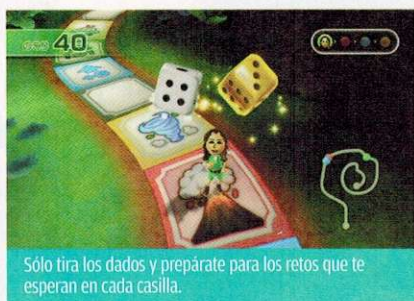 40
Sólo tira los dados y prepárate para los retos que te
esperan en cada casilla.